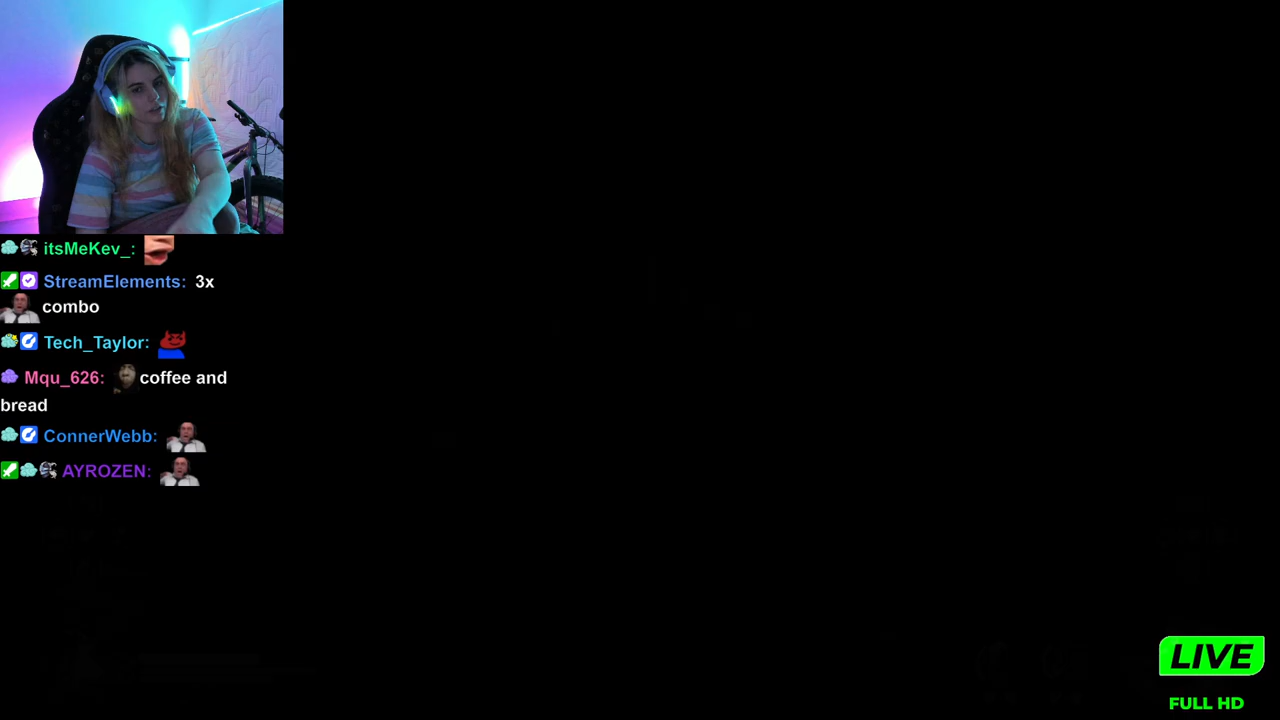 itsMeKev_:
StreamElements: 3x
combo
Tech_Taylor:
Mqu_626: coffee and
bread
ConnerWebb:
AYROZEN:
LIVE
FULL HD